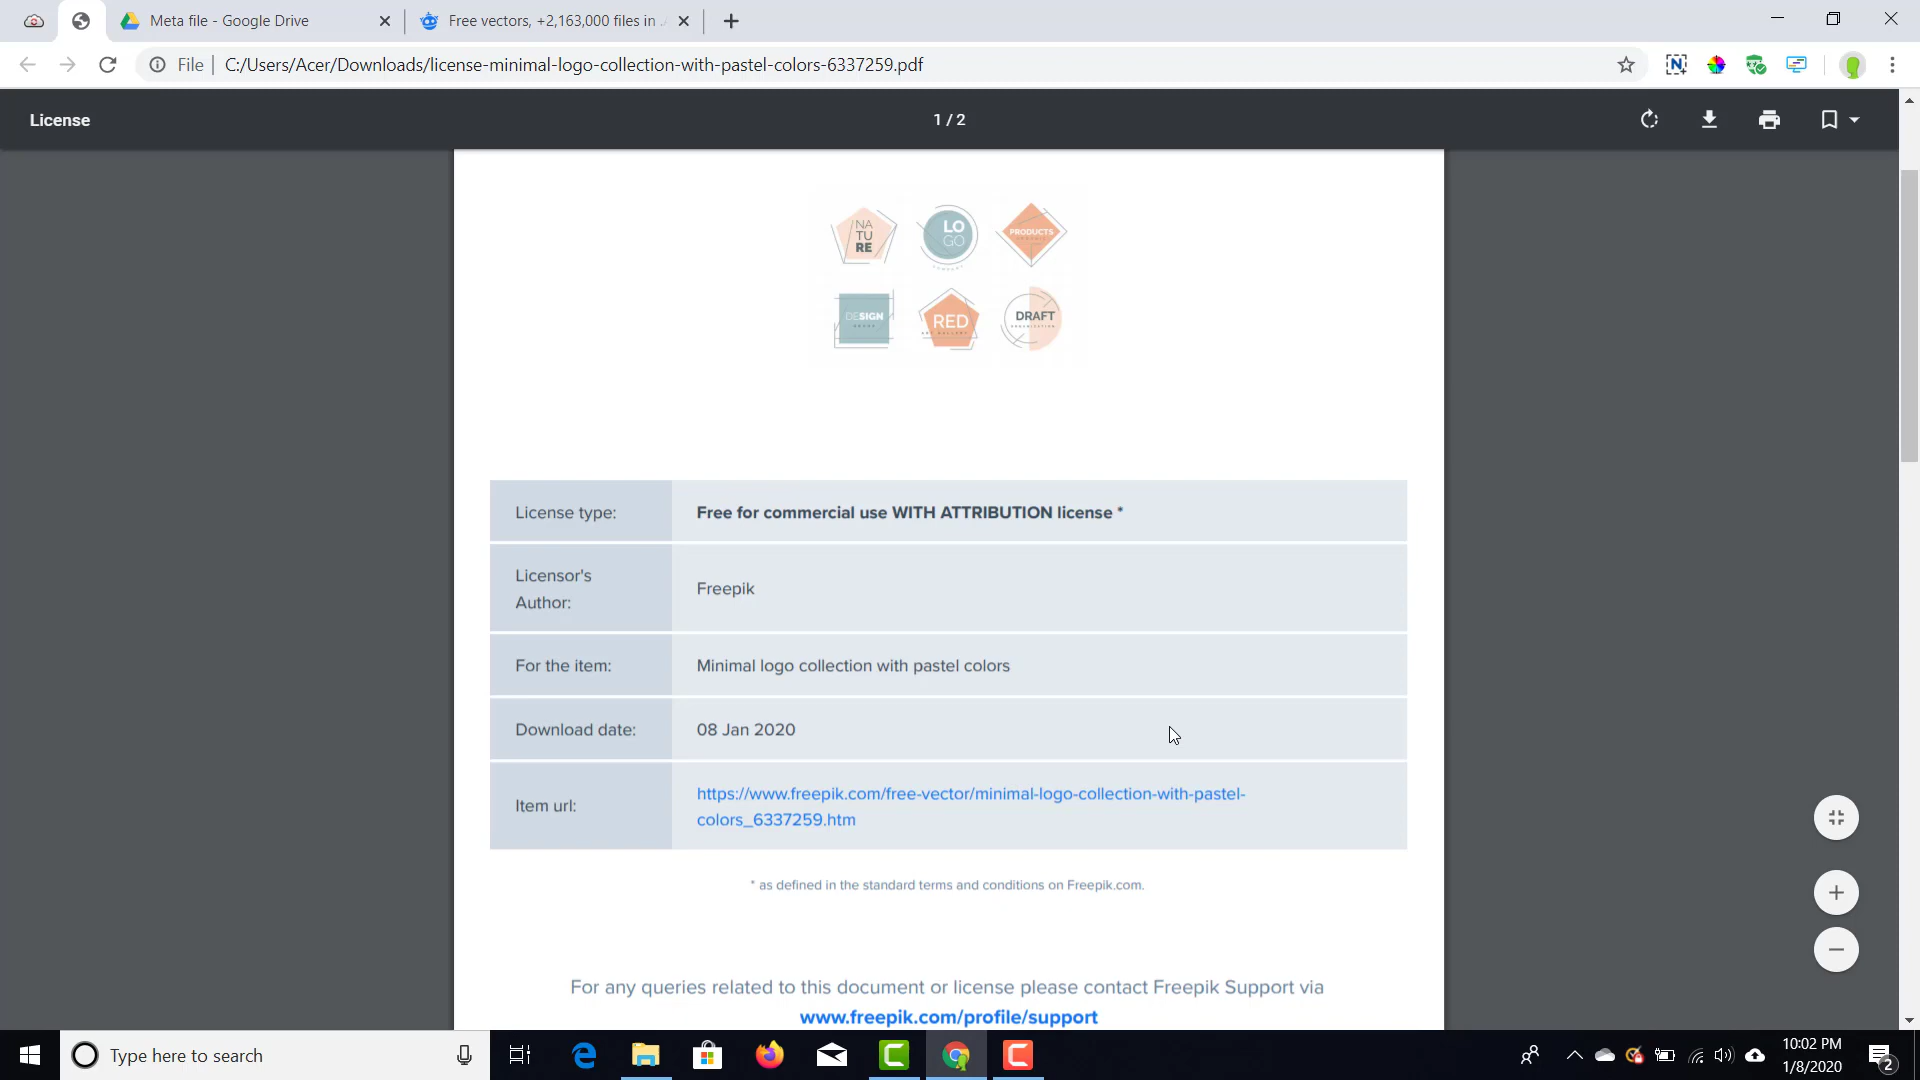 Meta file - Google Drive
Free vectors, +2,163,000 files in .
File
C:/Users/Acer/Downloads/license-minimal-logo-collection-with-pastel-colors-6337259.pdf
License
1 / 2
NA
TU
RE
LO
GO
COMPANY
PRODUCTS
DESIGN
RED
ART GALLERY
DRAFT
ORGANIZATION
License type:
Free for commercial use WITH ATTRIBUTION license *
Licensor's
Author:
Freepik
For the item:
Minimal logo collection with pastel colors
Download date:
08 Jan 2020
Item url:
https://www.freepik.com/free-vector/minimal-logo-collection-with-pastel-
colors_6337259.htm
* as defined in the standard terms and conditions on Freepik.com.
For any queries related to this document or license please contact Freepik Support via
www.freepik.com/profile/support
Type here to search
10:02 PM
1/8/2020
2